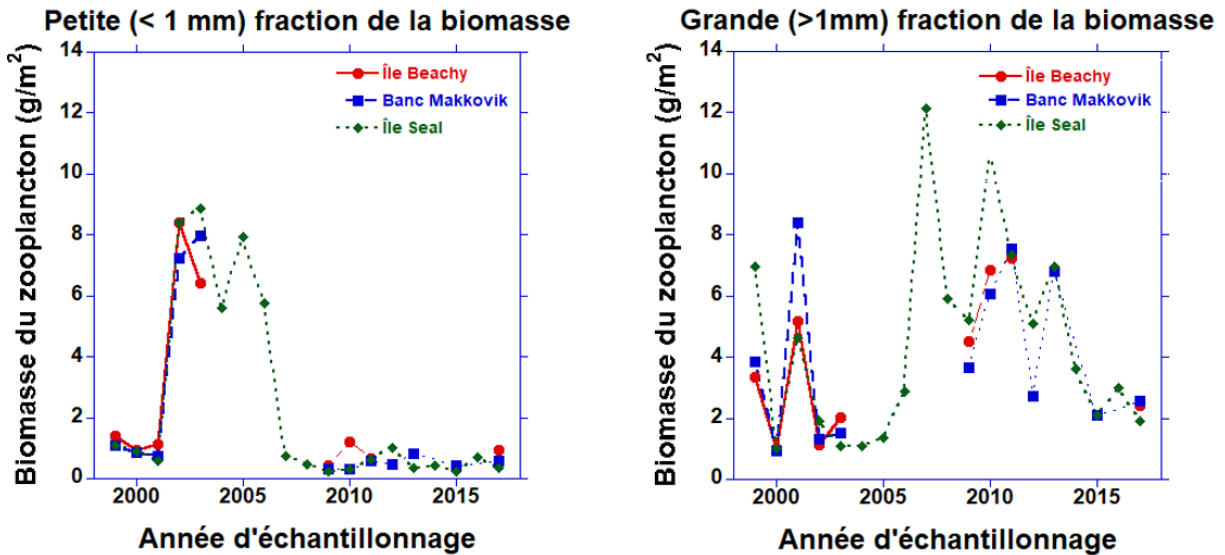 Petite (< 1 mm) fraction de la biomasse
Biomasse du zooplancton (g/m²)
14
12
10
8
6
4
2
0
Île Beachy
Banc Makkovik
Île Seal
2000
2005
2010
2015
Année d'échantillonnage
Grande (>1mm) fraction de la biomasse
Biomasse du zooplancton (g/m²)
14
12
10
8
6
4
2
0
Île Beachy
Banc Makkovik
Île Seal
2000
2005
2010
2015
Année d'échantillonnage